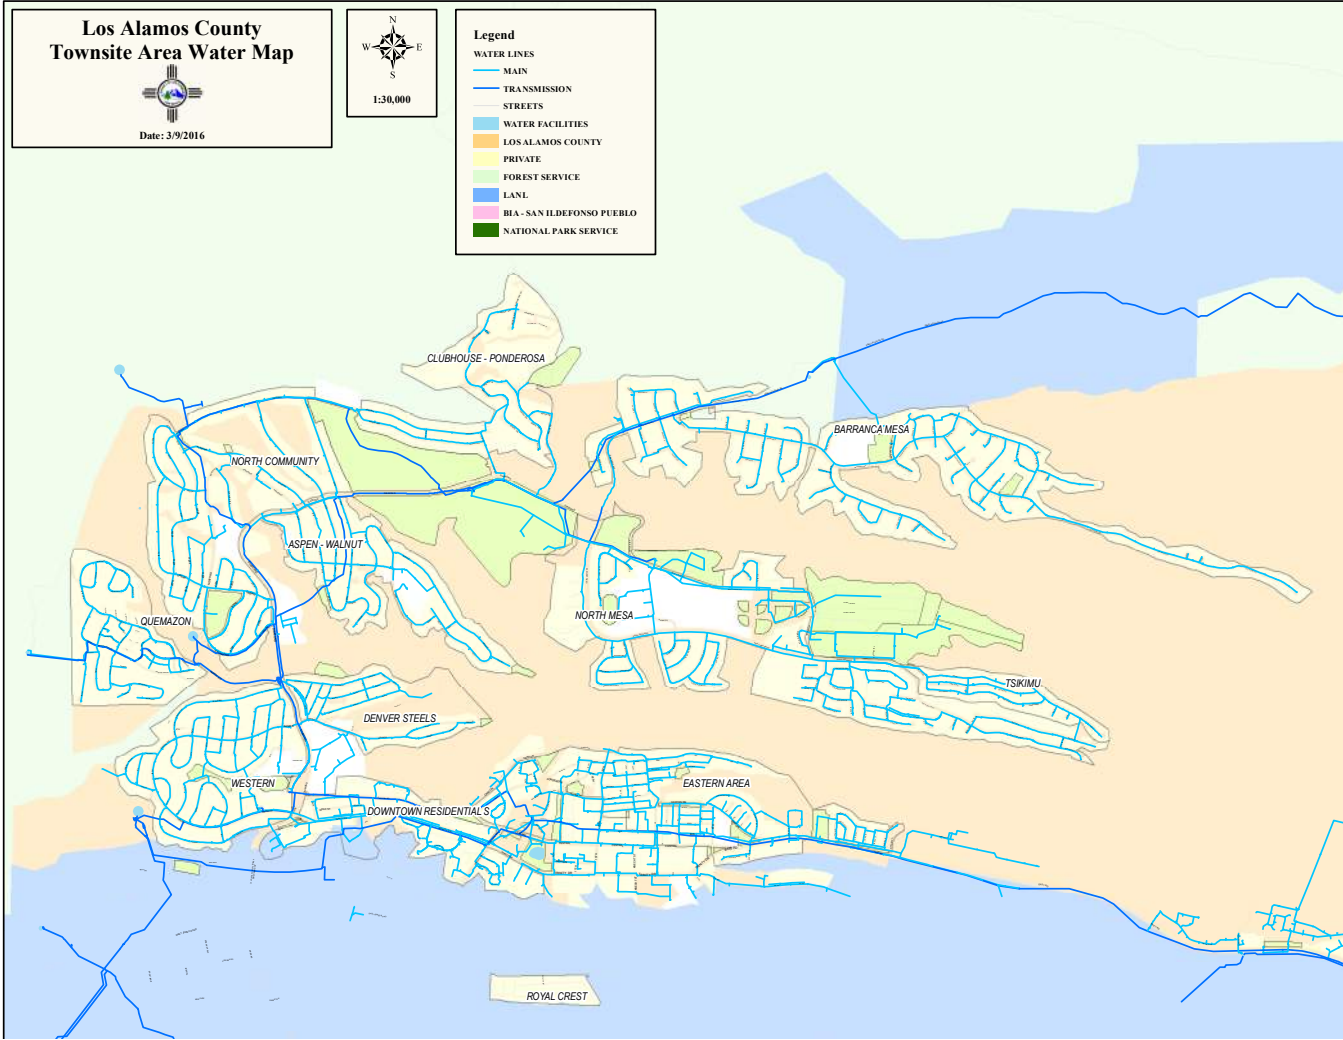 Los Alamos County
Townsite Area Water Map
Date: 3/9/2016
N
W
E
S
1:30,000
Legend
WATER LINES
MAIN
TRANSMISSION
STREETS
WATER FACILITIES
LOS ALAMOS COUNTY
PRIVATE
FOREST SERVICE
LANL
BIA - SAN ILDEFONSO PUEBLO
NATIONAL PARK SERVICE
CLUBHOUSE - PONDEROSA
BARRANCA MESA
NORTH COMMUNITY
ASPEN - WALNUT
NORTH MESA
QUEMAZON
TSIKIMU
DENVER STEELS
WESTERN
EASTERN AREA
DOWNTOWN RESIDENTIALS
ROYAL CREST